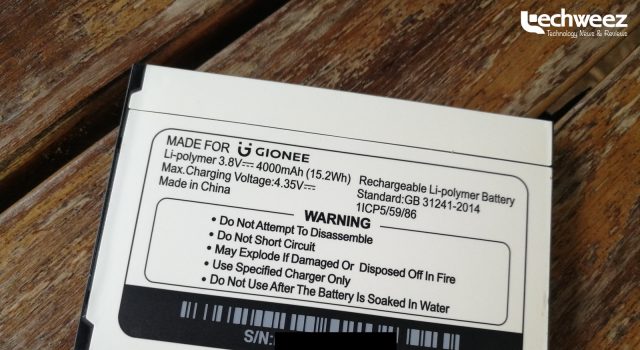 Techweez
Technology News & Reviews
MADE FOR GIONEE
Li-polymer 3.8V⎓ 4000mAh (15.2Wh)
Max.Charging Voltage:4.35V⎓
Made in China
Rechargeable Li-polymer Battery
Standard:GB 31241-2014
1ICP5/59/86
WARNING
• Do Not Attempt To Disassemble
• Do Not Short Circuit
• May Explode If Damaged Or Disposed Off In Fire
• Use Specified Charger Only
• Do Not Use After The Battery Is Soaked In Water
S/N: